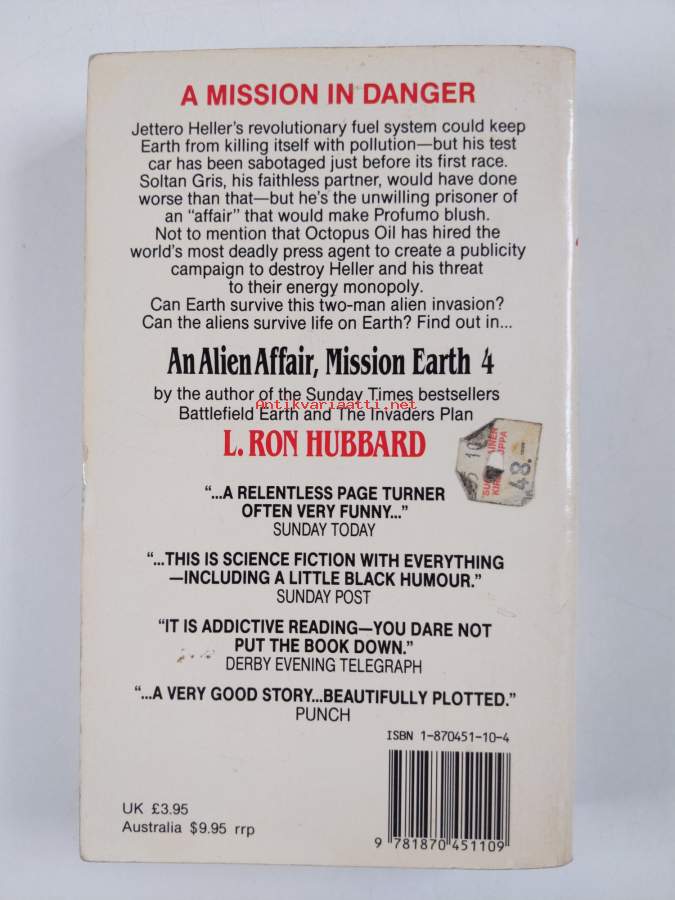 A MISSION IN DANGER
Jettero Heller's revolutionary fuel system could keep
Earth from killing itself with pollution—but his test
car has been sabotaged just before its first race.
Soltan Gris, his faithless partner, would have done
worse than that—but he's the unwilling prisoner of
an "affair" that would make Profumo blush.
Not to mention that Octopus Oil has hired the
world's most deadly press agent to create a publicity
campaign to destroy Heller and his threat
to their energy monopoly.
Can Earth survive this two-man alien invasion?
Can the aliens survive life on Earth? Find out in...
An Alien Affair, Mission Earth 4
by the author of the Sunday Times bestsellers
Antikvariaatti.net
Battlefield Earth and The Invaders Plan
L. RON HUBBARD
48.
"...A RELENTLESS PAGE TURNER
OFTEN VERY FUNNY..."
SUNDAY TODAY
"...THIS IS SCIENCE FICTION WITH EVERYTHING
—INCLUDING A LITTLE BLACK HUMOUR."
SUNDAY POST
"IT IS ADDICTIVE READING—YOU DARE NOT
PUT THE BOOK DOWN."
DERBY EVENING TELEGRAPH
"...A VERY GOOD STORY...BEAUTIFULLY PLOTTED."
PUNCH
ISBN 1-870451-10-4
UK £3.95
Australia $9.95 rrp
9 781870 451109